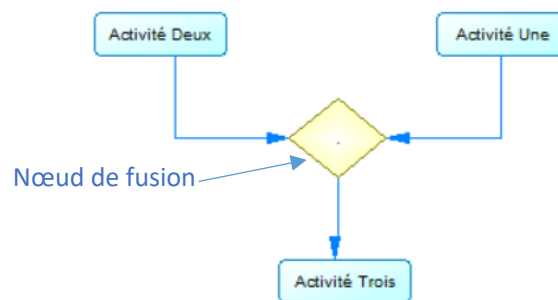 Activité Deux
Activité Une
Nœud de fusion
Activité Trois